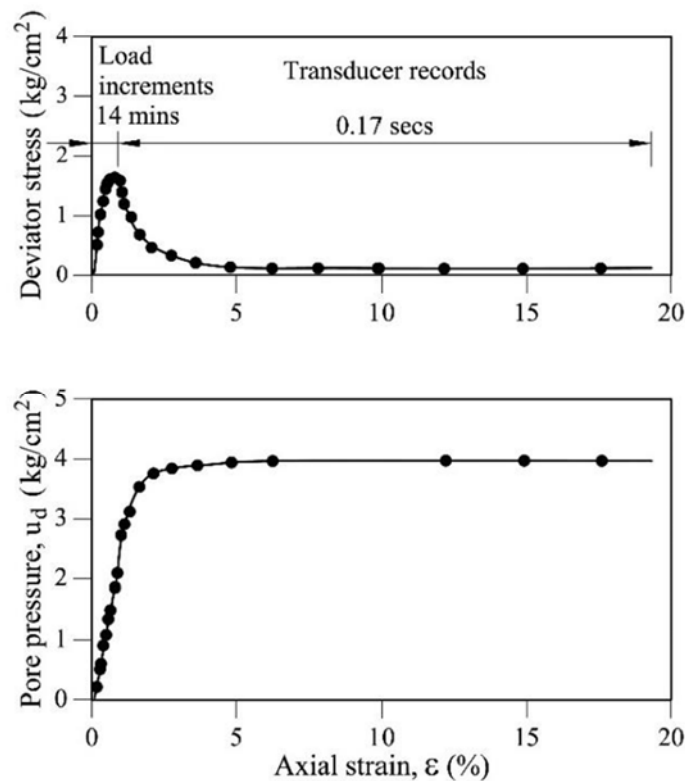 4
3
2
1
0
Deviator stress (kg/cm²)
Load
increments
14 mins
Transducer records
0.17 secs
0
5
10
15
20
5
4
3
2
1
0
Pore pressure, u_d (kg/cm²)
0
5
10
15
20
Axial strain, ε (%)